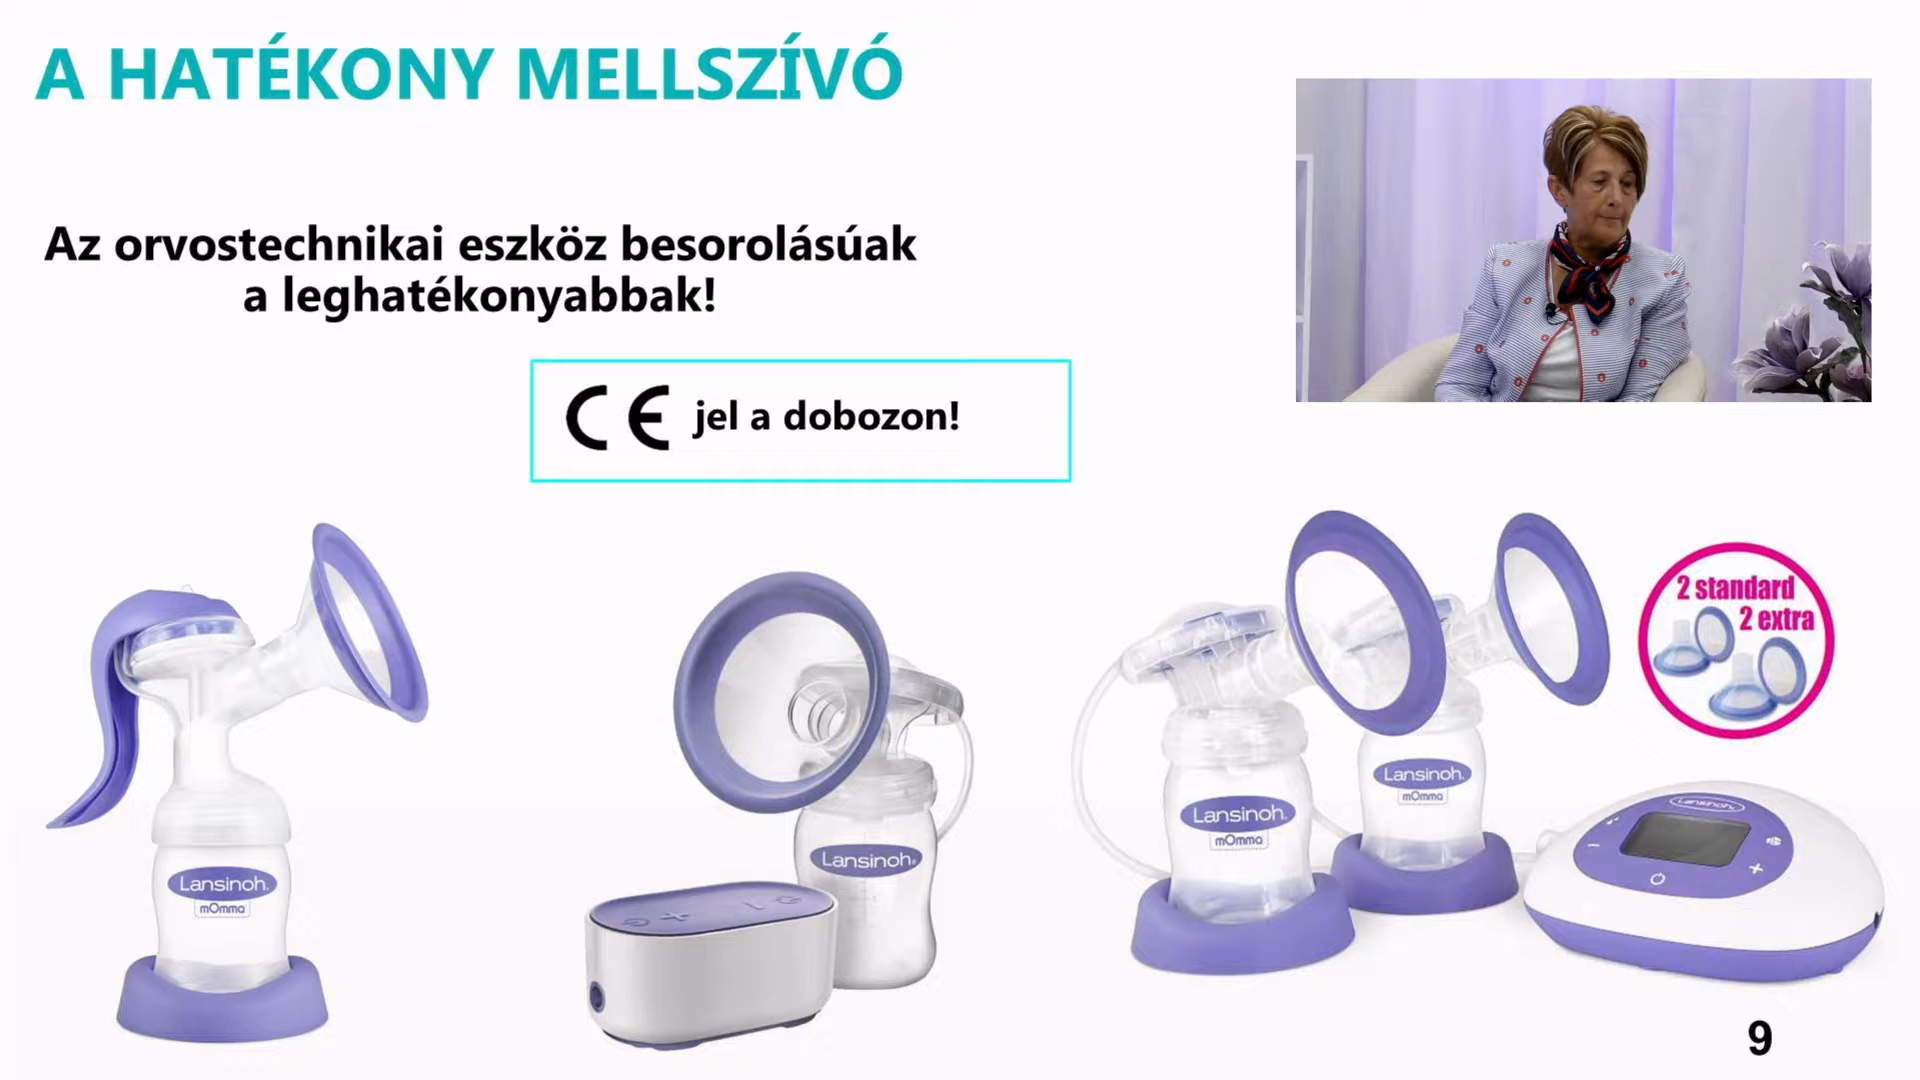 A HATÉKONY MELLSZÍVÓ
Az orvostechnikai eszköz besorolásúak
a leghatékonyabbak!
CE jel a dobozon!
2 standard
2 extra
Lansinoh.
mOmma
Lansinoh.
Lansinoh.
mOmma
Lansinoh.
mOmma
Lansinoh.
9